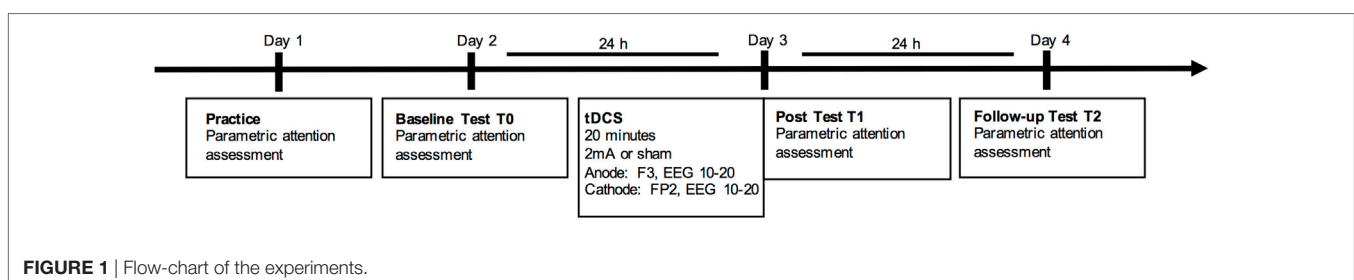 Day 1
Day 2
24 h
Day 3
24 h
Day 4
Practice
Parametric attention
assessment
Baseline Test T0
Parametric attention
assessment
tDCS
20 minutes
2mA or sham
Anode: F3, EEG 10-20
Cathode: FP2, EEG 10-20
Post Test T1
Parametric attention
assessment
Follow-up Test T2
Parametric attention
assessment
FIGURE 1 | Flow-chart of the experiments.